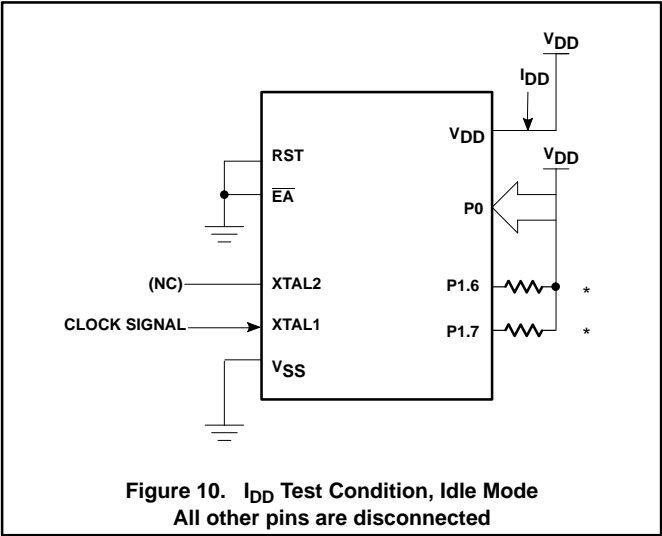 VDD
IDD
VDD
RST
VDD
EA
P0
(NC)
XTAL2
P1.6
*
CLOCK SIGNAL
XTAL1
P1.7
*
VSS
Figure 10. IDD Test Condition, Idle Mode
All other pins are disconnected